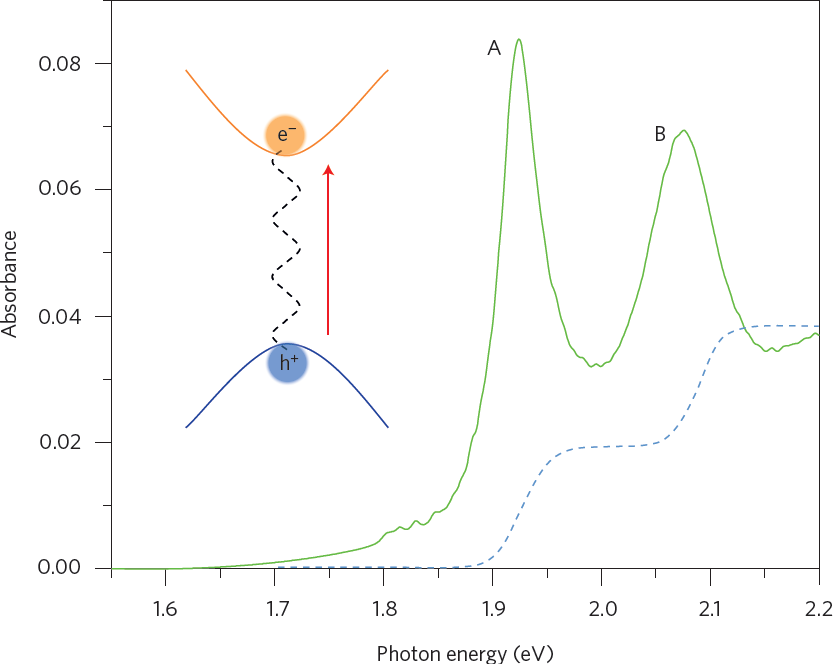 A
0.08
e⁻
B
0.06
Absorbance
0.04
h⁺
0.02
0.00
1.6 1.7 1.8 1.9 2.0 2.1 2.2
Photon energy (eV)